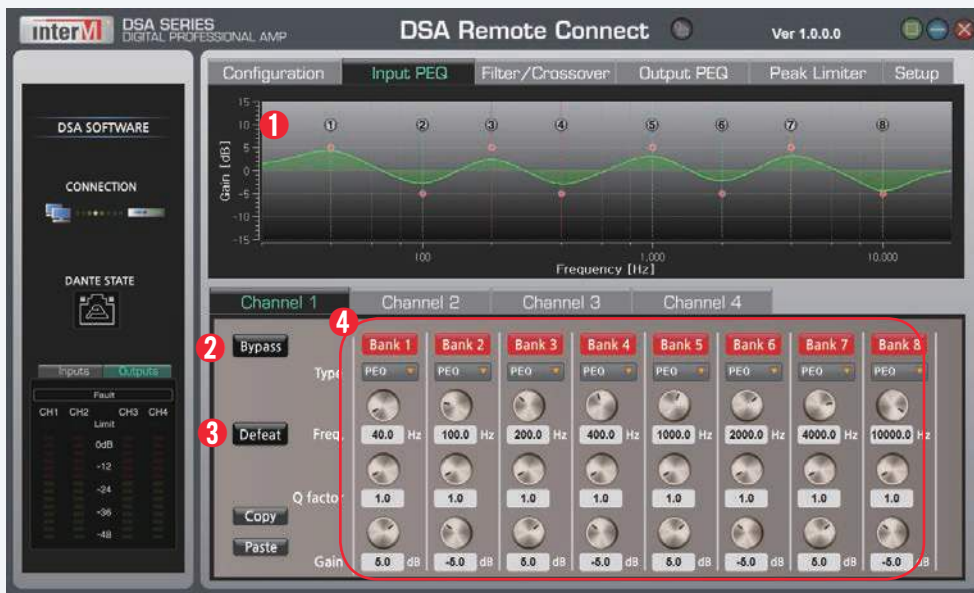 interM DSA SERIES
DIGITAL PROFESSIONAL AMP
DSA Remote Connect
Ver 1.0.0.0
Configuration Input PEQ Filter/Crossover Output PEQ Peak Limiter Setup
DSA SOFTWARE
CONNECTION
DANTE STATE
Inputs Outputs
Fault
CH1 CH2 CH3 CH4
Limit
0dB
-12
-24
-36
-48
1
15
10
5
0
-5
-10
-15
Gain [dB]
① ② ③ ④ ⑤ ⑥ ⑦ ⑧
100 1,000 10,000
Frequency [Hz]
Channel 1 Channel 2 Channel 3 Channel 4
4
2 Bypass
Bank 1 Bank 2 Bank 3 Bank 4 Bank 5 Bank 6 Bank 7 Bank 8
Type PEQ PEQ PEQ PEQ PEQ PEQ PEQ PEQ
3 Defeat
Freq. 40.0 Hz 100.0 Hz 200.0 Hz 400.0 Hz 1000.0 Hz 2000.0 Hz 4000.0 Hz 10000.0 Hz
Q factor 1.0 1.0 1.0 1.0 1.0 1.0 1.0 1.0
Copy
Paste
Gain 5.0 dB -5.0 dB 5.0 dB -5.0 dB 5.0 dB -5.0 dB 5.0 dB -5.0 dB